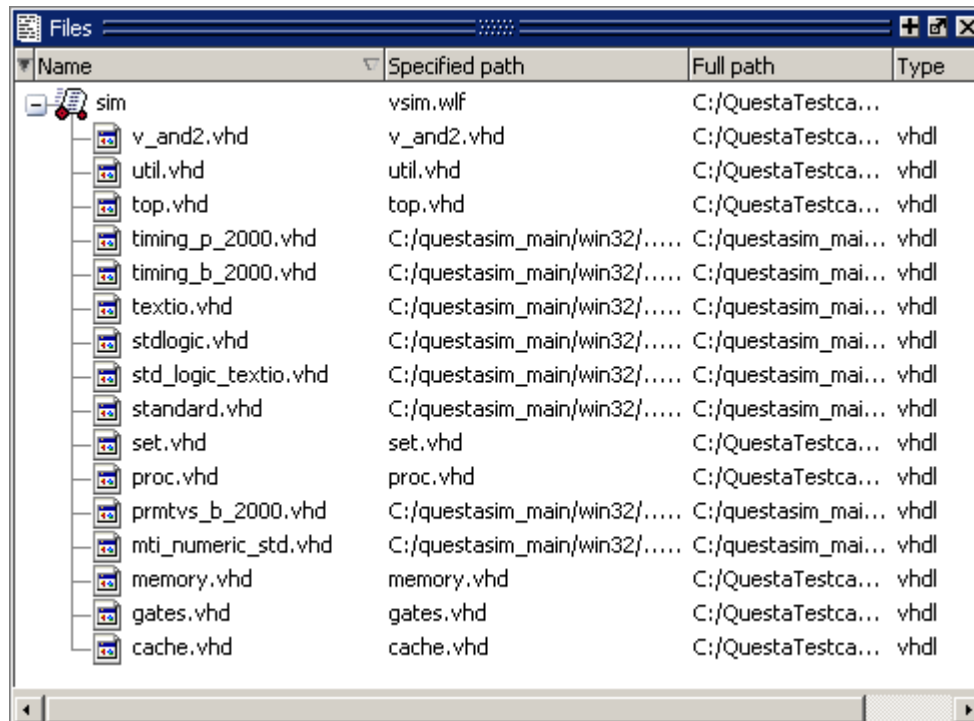 Files
Name Specified path Full path Type
sim vsim.wlf C:/QuestaTestca...
v_and2.vhd v_and2.vhd C:/QuestaTestca... vhdl
util.vhd util.vhd C:/QuestaTestca... vhdl
top.vhd top.vhd C:/QuestaTestca... vhdl
timing_p_2000.vhd C:/questasim_main/win32/..... C:/questasim_mai... vhdl
timing_b_2000.vhd C:/questasim_main/win32/..... C:/questasim_mai... vhdl
textio.vhd C:/questasim_main/win32/..... C:/questasim_mai... vhdl
stdlogic.vhd C:/questasim_main/win32/..... C:/questasim_mai... vhdl
std_logic_textio.vhd C:/questasim_main/win32/..... C:/questasim_mai... vhdl
standard.vhd C:/questasim_main/win32/..... C:/questasim_mai... vhdl
set.vhd set.vhd C:/QuestaTestca... vhdl
proc.vhd proc.vhd C:/QuestaTestca... vhdl
prmtvs_b_2000.vhd C:/questasim_main/win32/..... C:/questasim_mai... vhdl
mti_numeric_std.vhd C:/questasim_main/win32/..... C:/questasim_mai... vhdl
memory.vhd memory.vhd C:/QuestaTestca... vhdl
gates.vhd gates.vhd C:/QuestaTestca... vhdl
cache.vhd cache.vhd C:/QuestaTestca... vhdl